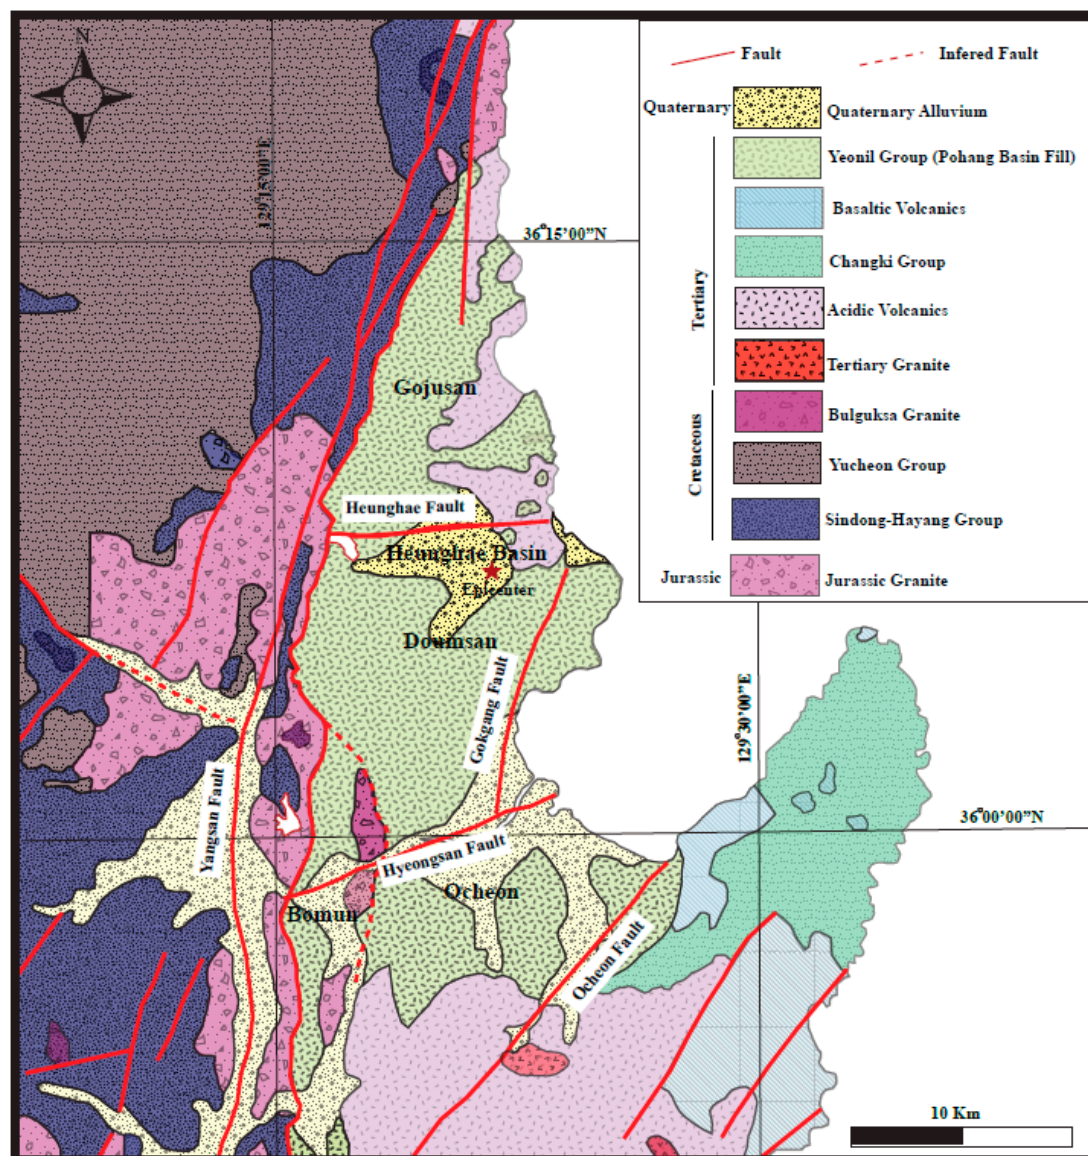 N
129°15'00"E
36°15'00"N
Gojusan
Heunghae Fault
Heunghae Basin
Epicenter
Doumsan
Gokgang Fault
129°30'00"E
36°00'00"N
Yangsan Fault
Hyeongsan Fault
Ocheon
Bomun
Ocheon Fault
10 Km
Fault
Infered Fault
Quaternary
Quaternary Alluvium
Tertiary
Yeonil Group (Pohang Basin Fill)
Basaltic Volcanics
Changki Group
Acidic Volcanics
Tertiary Granite
Cretaceous
Bulguksa Granite
Yucheon Group
Sindong-Hayang Group
Jurassic
Jurassic Granite